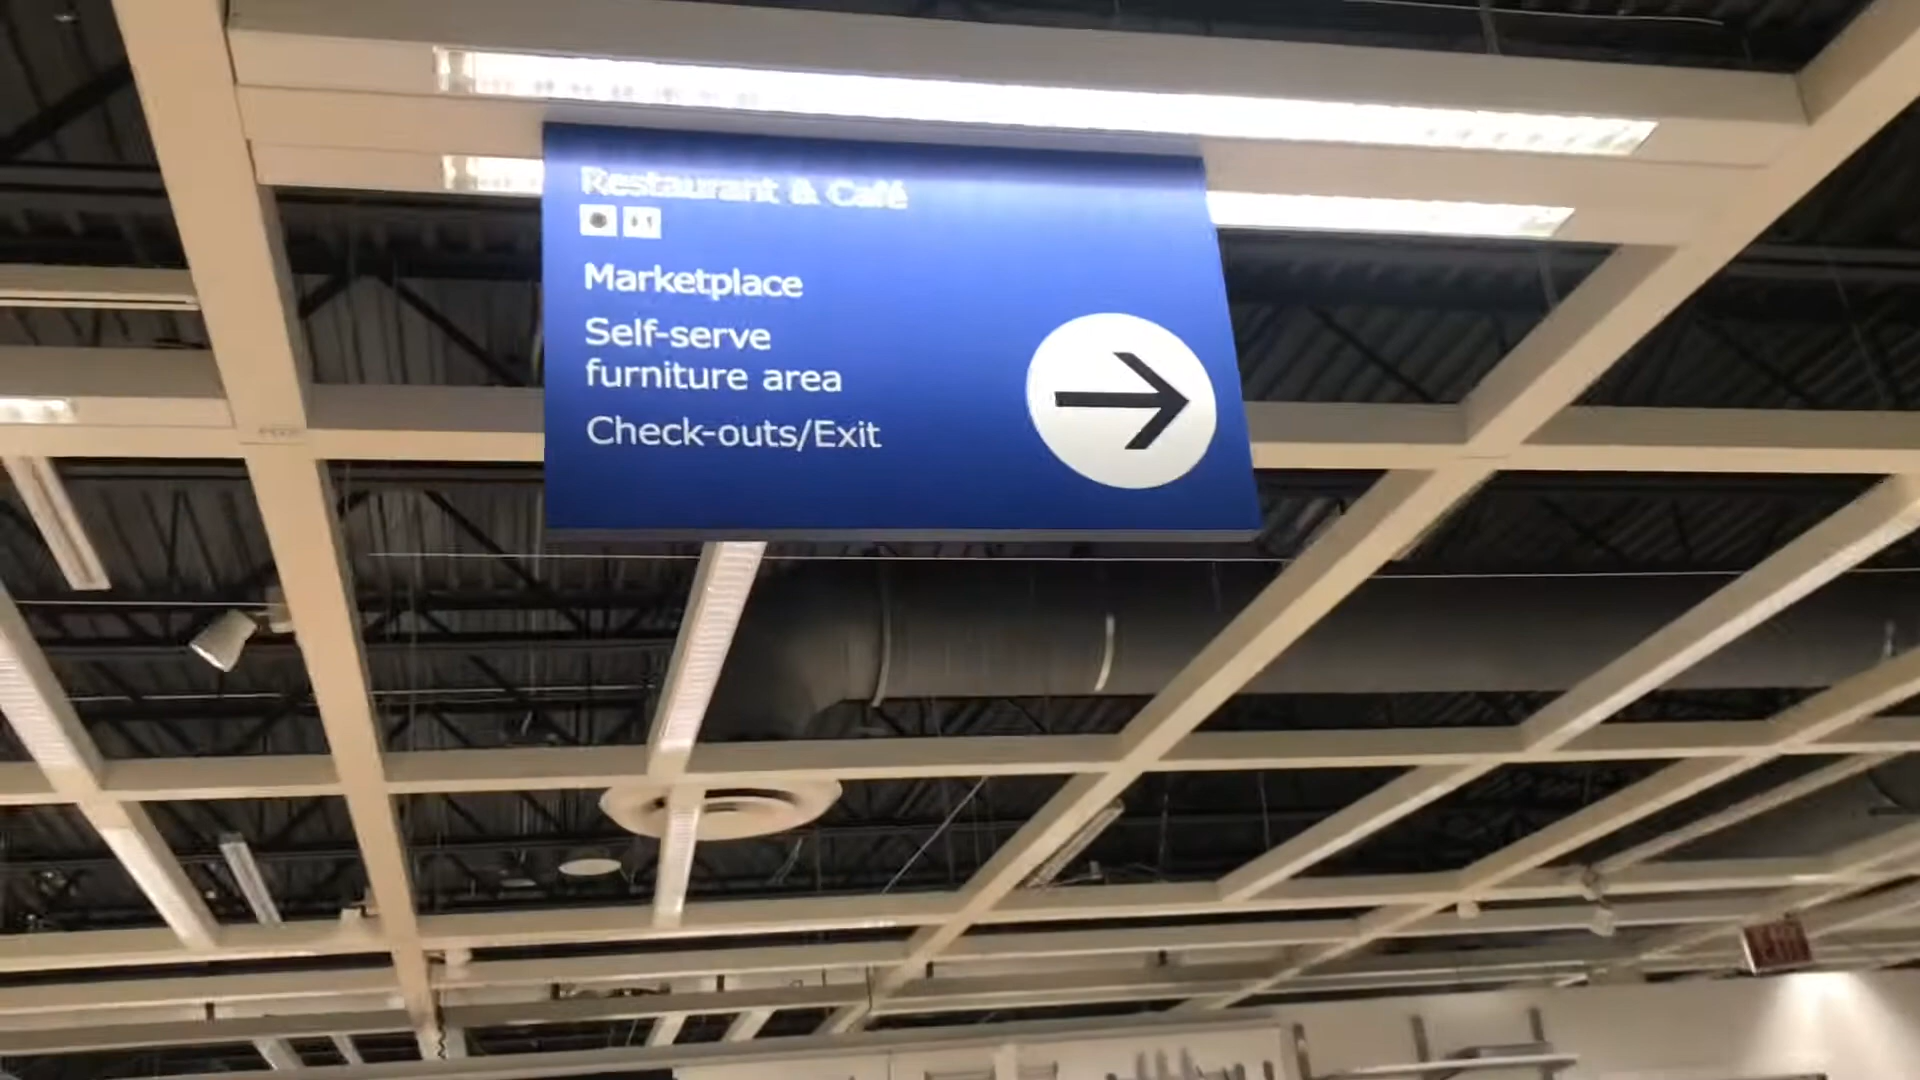 Restaurant & Café
Marketplace
Self-serve
furniture area
Check-outs/Exit